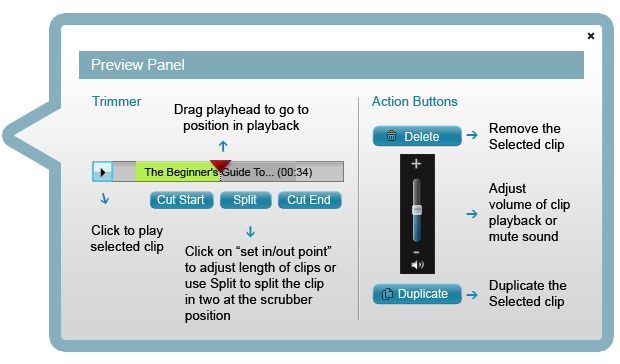 Preview Panel
Trimmer
Drag playhead to go to
position in playback
The Beginner's Guide To... (00:34)
Cut Start
Split
Cut End
Click to play
selected clip
Click on “set in/out point”
to adjust length of clips or
use Split to split the clip
in two at the scrubber
position
Action Buttons
Delete
Remove the
Selected clip
+
-
Adjust
volume of clip
playback or
mute sound
Duplicate
Duplicate the
Selected clip